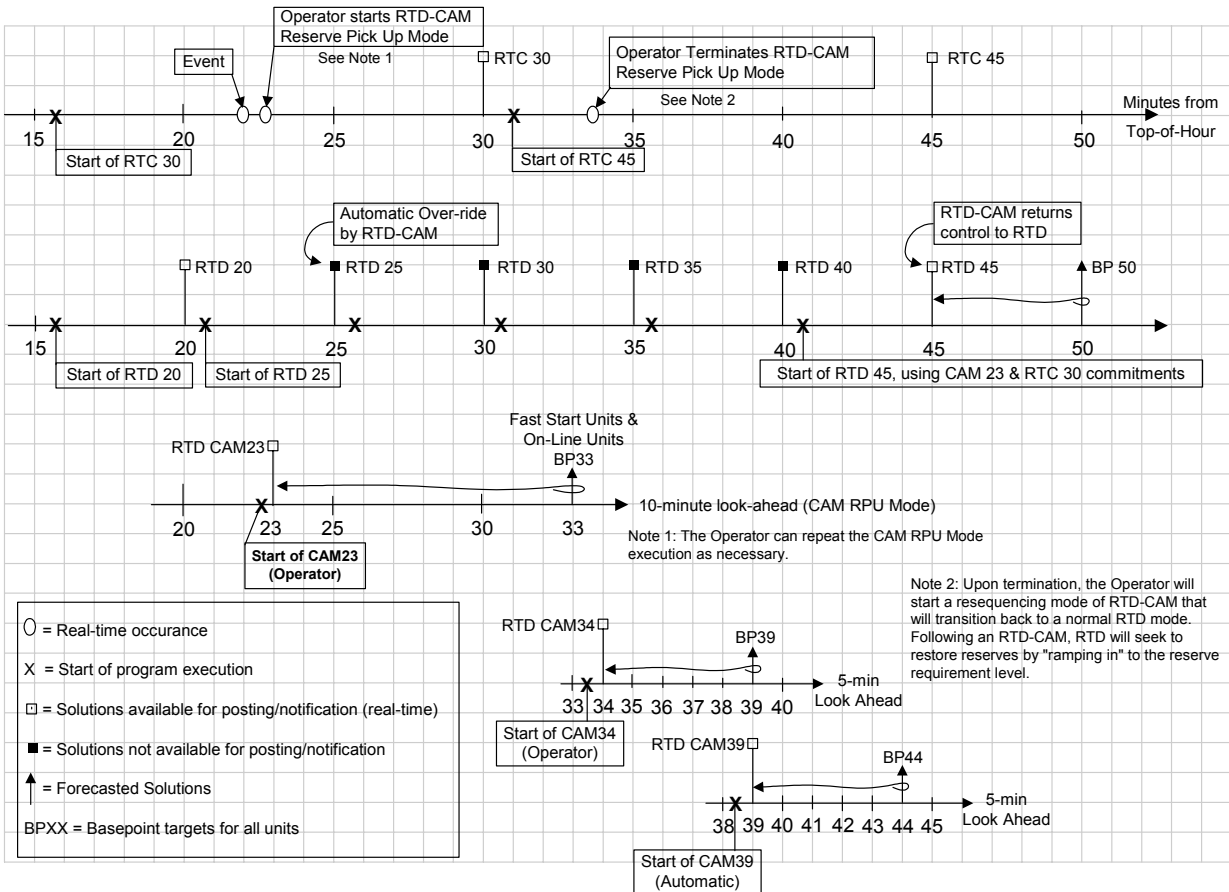 Operator starts RTD-CAM
Reserve Pick Up Mode
See Note 1
Event
RTC 30
Operator Terminates RTD-CAM
Reserve Pick Up Mode
See Note 2
RTC 45
Minutes from
Top-of-Hour
15 20 25 30 35 40 45 50
X X
Start of RTC 30
Start of RTC 45
Automatic Over-ride
by RTD-CAM
RTD-CAM returns
control to RTD
RTD 20
RTD 25
RTD 30
RTD 35
RTD 40
RTD 45
BP 50
X X X X X X
15 20 25 30 35 40 45 50
Start of RTD 20
Start of RTD 25
Start of RTD 45, using CAM 23 & RTC 30 commitments
Fast Start Units &
On-Line Units
RTD CAM23
BP33
X
10-minute look-ahead (CAM RPU Mode)
20 23 25 30 33
Start of CAM23
(Operator)
Note 1: The Operator can repeat the CAM RPU Mode
execution as necessary.
Note 2: Upon termination, the Operator will
start a resequencing mode of RTD-CAM that
will transition back to a normal RTD mode.
Following an RTD-CAM, RTD will seek to
restore reserves by "ramping in" to the reserve
requirement level.
= Real-time occurance
X = Start of program execution
= Solutions available for posting/notification (real-time)
= Solutions not available for posting/notification
= Forecasted Solutions
BPXX = Basepoint targets for all units
RTD CAM34
BP39
X
33 34 35 36 37 38 39 40
5-min
Look Ahead
Start of CAM34
(Operator)
RTD CAM39
BP44
X
38 39 40 41 42 43 44 45
5-min
Look Ahead
Start of CAM39
(Automatic)